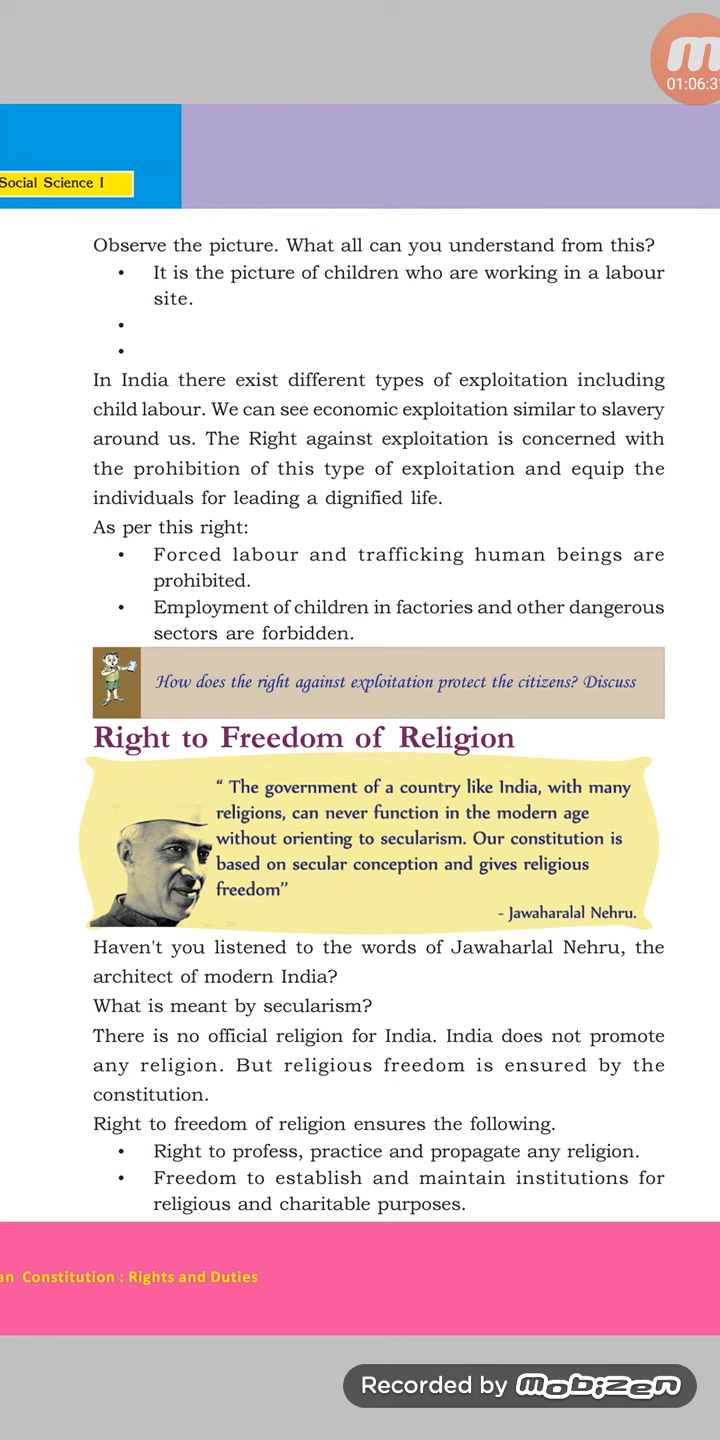 01:06:31
Social Science I
Observe the picture. What all can you understand from this?
• It is the picture of children who are working in a labour
site.
•
•
In India there exist different types of exploitation including
child labour. We can see economic exploitation similar to slavery
around us. The Right against exploitation is concerned with
the prohibition of this type of exploitation and equip the
individuals for leading a dignified life.
As per this right:
• Forced labour and trafficking human beings are
prohibited.
• Employment of children in factories and other dangerous
sectors are forbidden.
How does the right against exploitation protect the citizens? Discuss
Right to Freedom of Religion
“ The government of a country like India, with many
religions, can never function in the modern age
without orienting to secularism. Our constitution is
based on secular conception and gives religious
freedom”
- Jawaharalal Nehru.
Haven't you listened to the words of Jawaharlal Nehru, the
architect of modern India?
What is meant by secularism?
There is no official religion for India. India does not promote
any religion. But religious freedom is ensured by the
constitution.
Right to freedom of religion ensures the following.
• Right to profess, practice and propagate any religion.
• Freedom to establish and maintain institutions for
religious and charitable purposes.
an Constitution : Rights and Duties
Recorded by mobizen